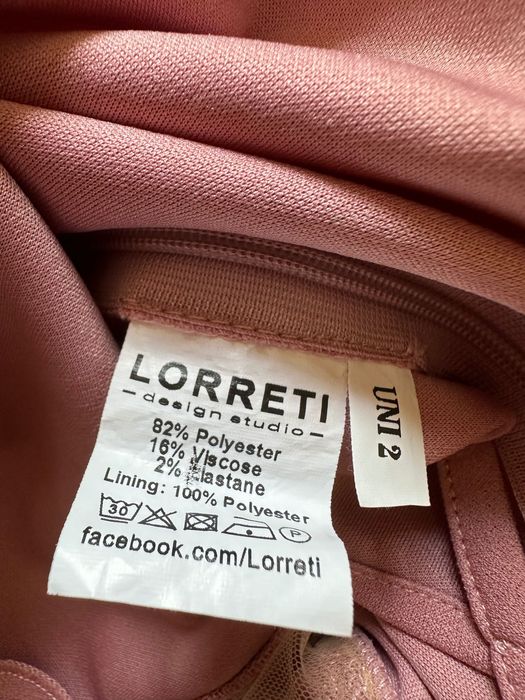 LORRETI
-design studio-
82% Polyester
16% Viscose
2% Elastane
Lining: 100% Polyester
30 P
facebook.com/Lorreti
UNI 2